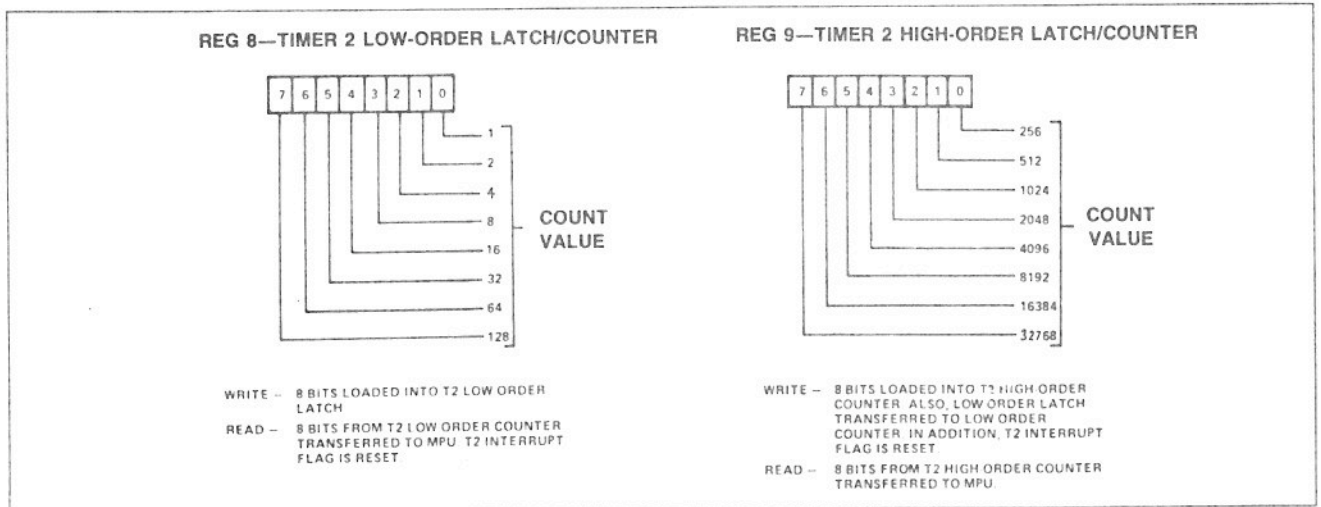 REG 8—TIMER 2 LOW-ORDER LATCH/COUNTER
7 6 5 4 3 2 1 0
1
2
4
8
16
32
64
128
COUNT
VALUE
WRITE – 8 BITS LOADED INTO T2 LOW ORDER
LATCH
READ – 8 BITS FROM T2 LOW ORDER COUNTER
TRANSFERRED TO MPU. T2 INTERRUPT
FLAG IS RESET.
REG 9—TIMER 2 HIGH-ORDER LATCH/COUNTER
7 6 5 4 3 2 1 0
256
512
1024
2048
4096
8192
16384
32768
COUNT
VALUE
WRITE – 8 BITS LOADED INTO T2 HIGH ORDER
COUNTER. ALSO, LOW ORDER LATCH
TRANSFERRED TO LOW ORDER
COUNTER. IN ADDITION, T2 INTERRUPT
FLAG IS RESET.
READ – 8 BITS FROM T2 HIGH ORDER COUNTER
TRANSFERRED TO MPU.